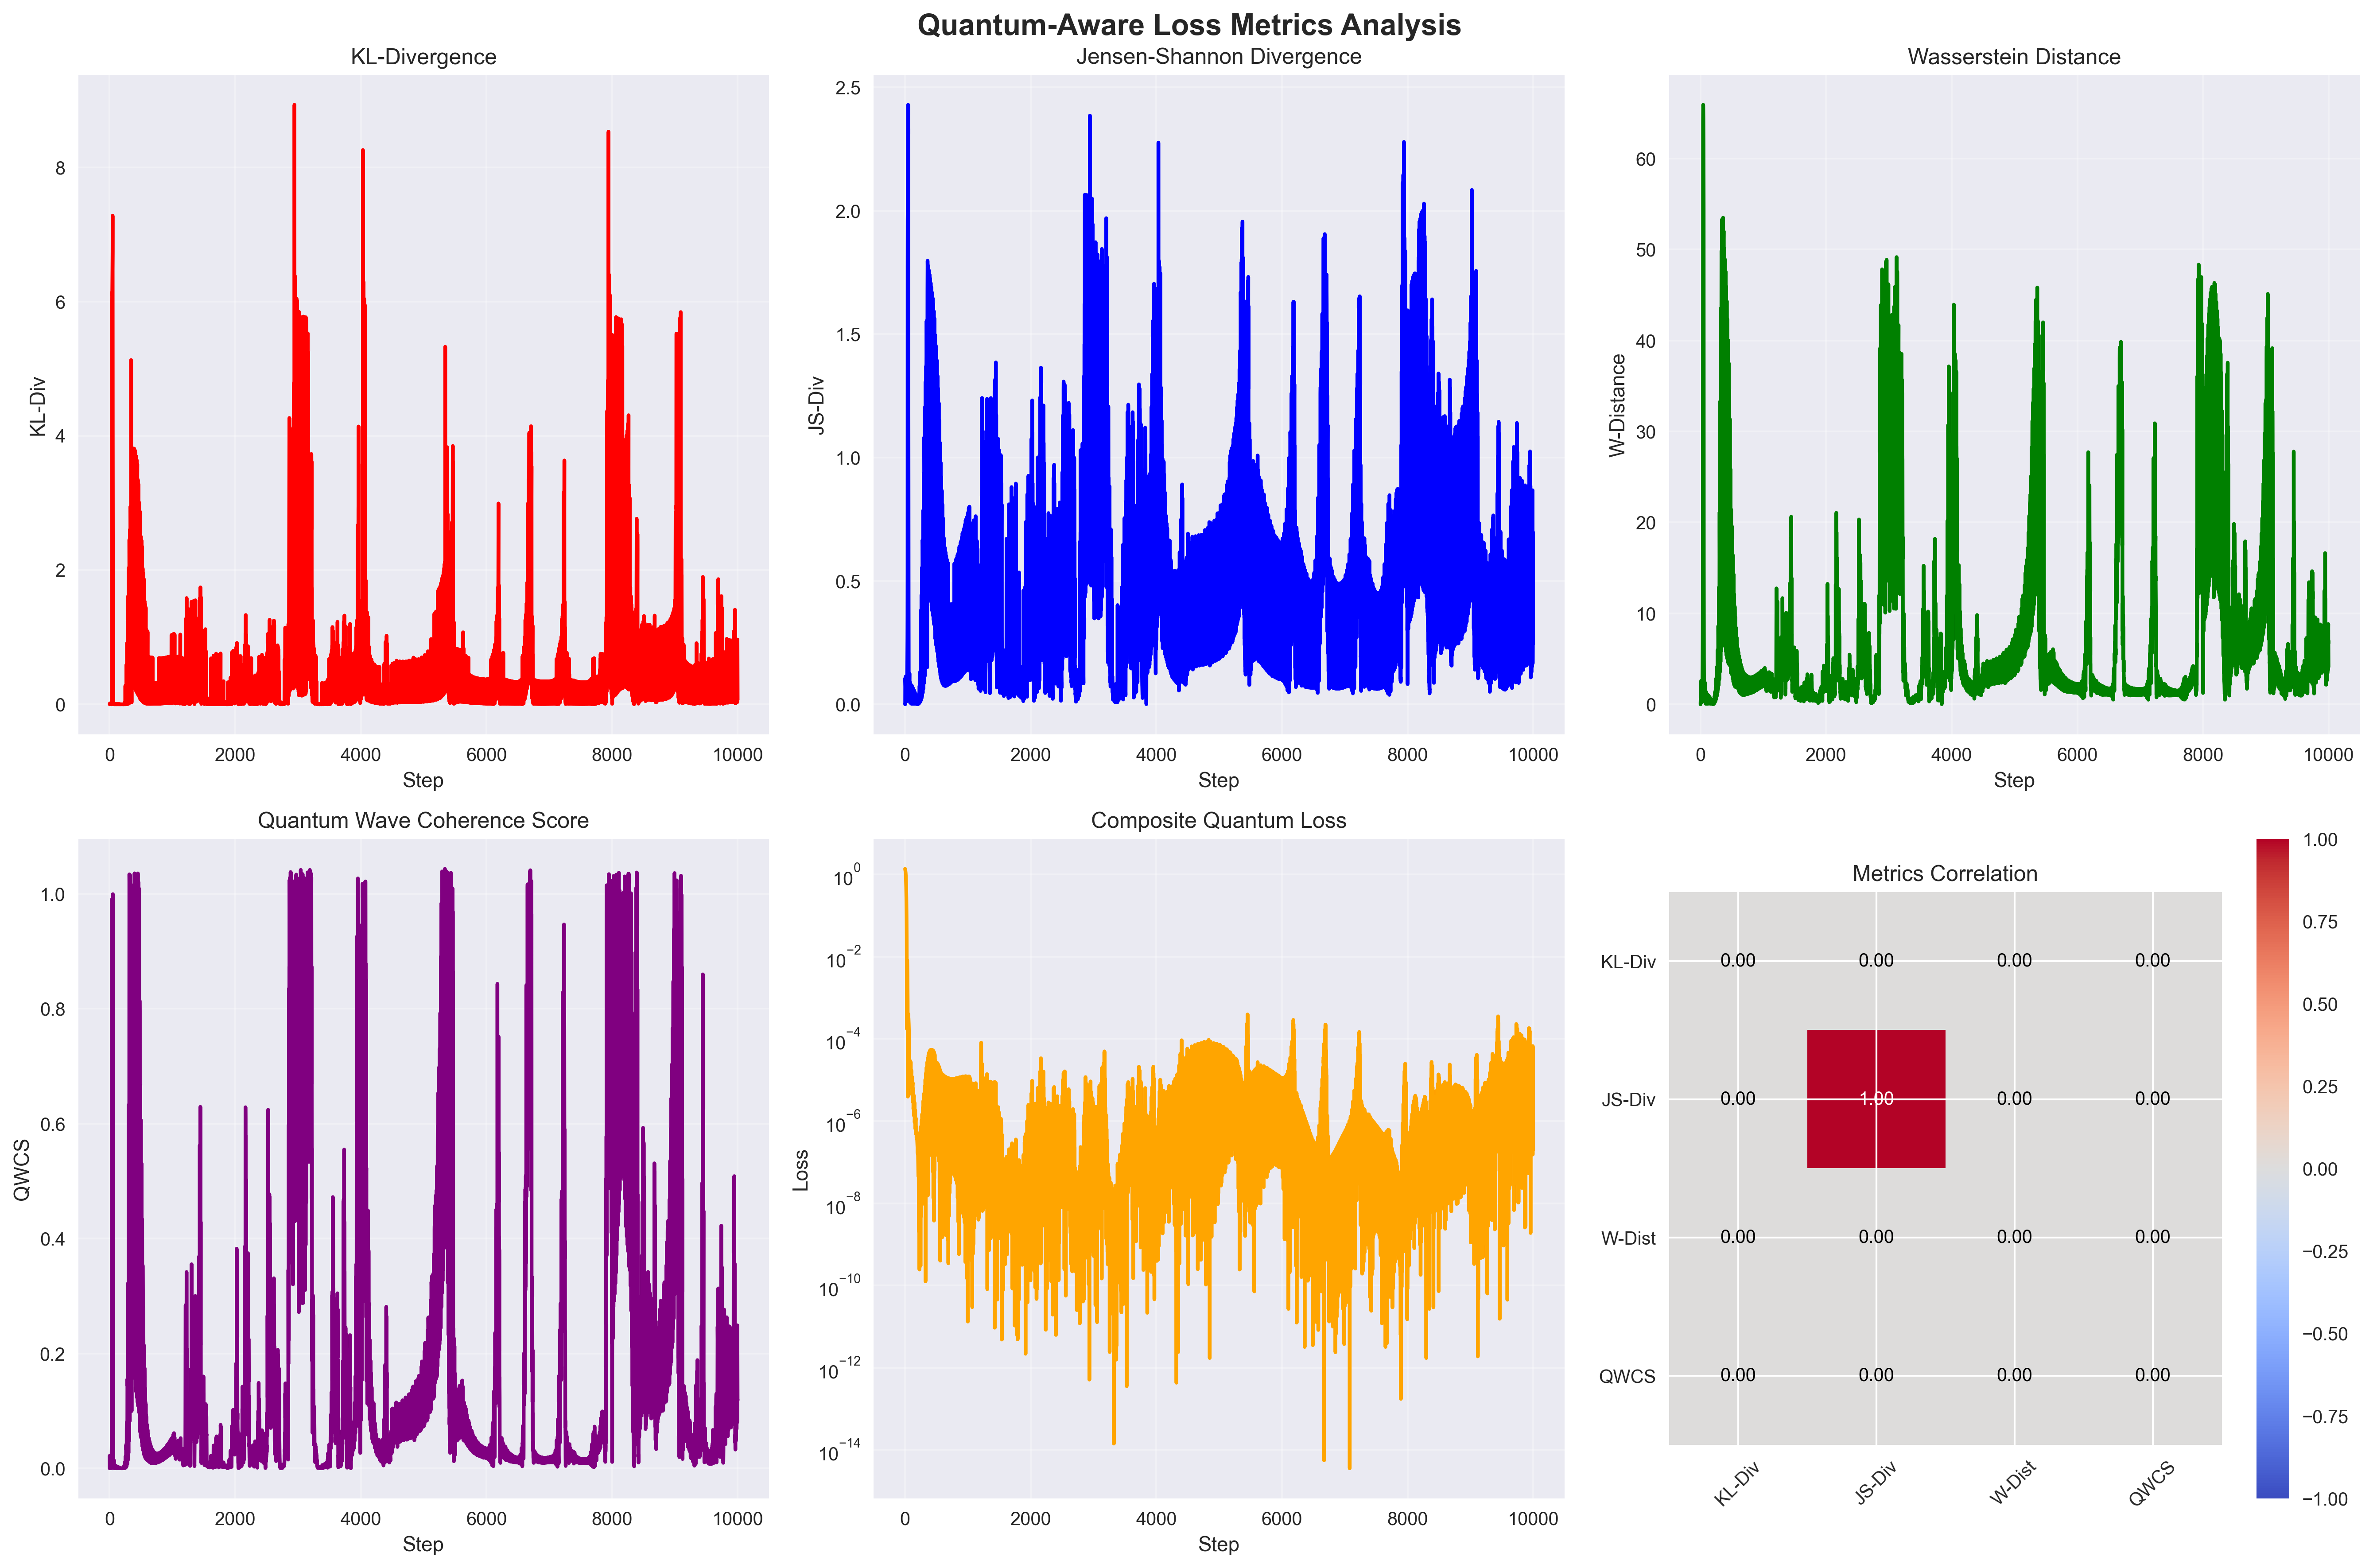 Quantum-Aware Loss Metrics Analysis
KL-Divergence
KL-Div
8
6
4
2
0
0 2000 4000 6000 8000 10000
Step
Jensen-Shannon Divergence
JS-Div
2.5
2.0
1.5
1.0
0.5
0.0
0 2000 4000 6000 8000 10000
Step
Wasserstein Distance
W-Distance
60
50
40
30
20
10
0
0 2000 4000 6000 8000 10000
Step
Quantum Wave Coherence Score
QWCS
1.0
0.8
0.6
0.4
0.2
0.0
0 2000 4000 6000 8000 10000
Step
Composite Quantum Loss
Loss
10⁰
10⁻²
10⁻⁴
10⁻⁶
10⁻⁸
10⁻¹⁰
10⁻¹²
10⁻¹⁴
0 2000 4000 6000 8000 10000
Step
Metrics Correlation
KL-Div 0.00 0.00 0.00 0.00
JS-Div 0.00 1.00 0.00 0.00
W-Dist 0.00 0.00 0.00 0.00
QWCS 0.00 0.00 0.00 0.00
KL-Div JS-Div W-Dist QWCS
1.00
0.75
0.50
0.25
0.00
−0.25
−0.50
−0.75
−1.00